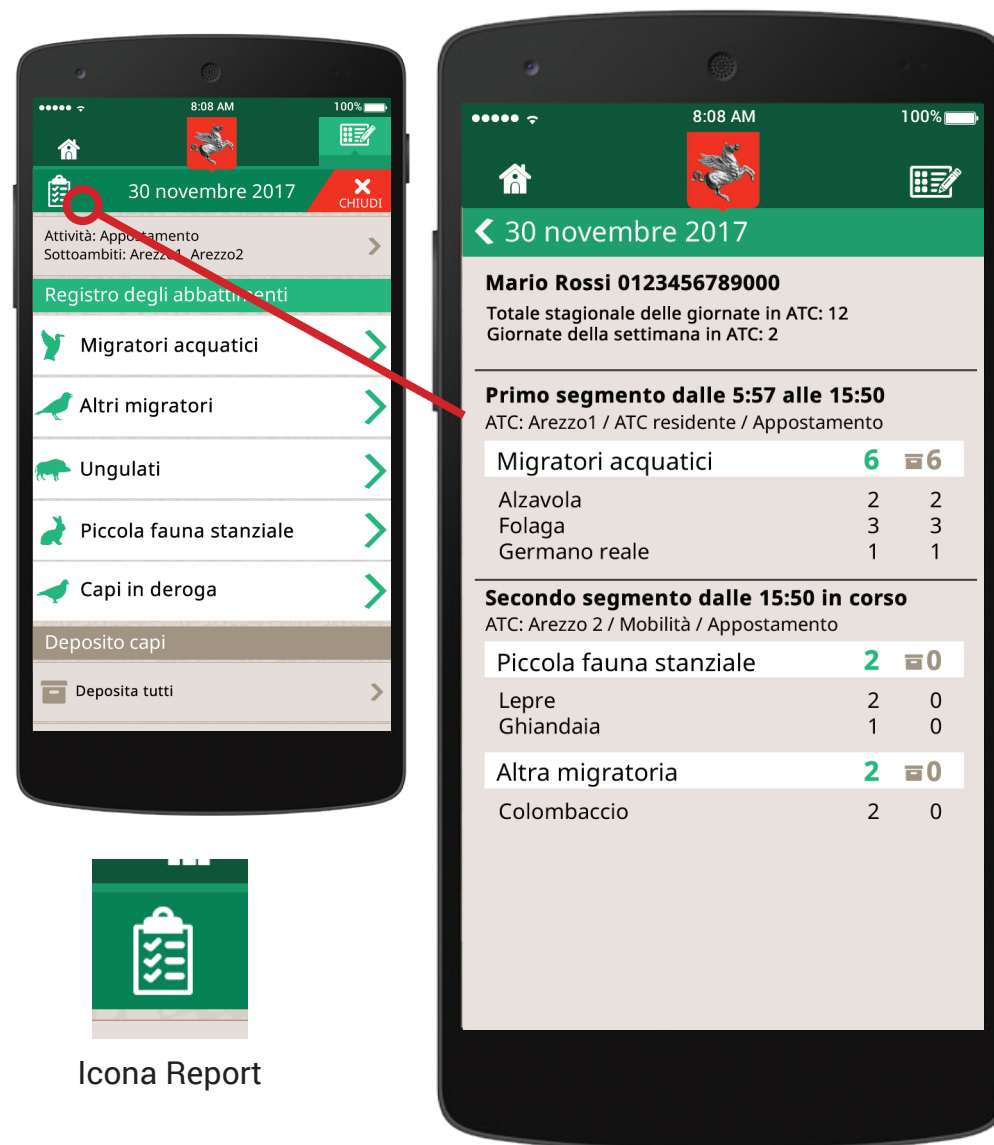 8:08 AM
100%
30 novembre 2017
CHIUDI
Attività: Appostamento
Sottoambiti: Arezzo1, Arezzo2
Registro degli abbattimenti
Migratori acquatici
Altri migratori
Ungulati
Piccola fauna stanziale
Capi in deroga
Deposito capi
Deposita tutti
Icona Report
8:08 AM
100%
30 novembre 2017
Mario Rossi 0123456789000
Totale stagionale delle giornate in ATC: 12
Giornate della settimana in ATC: 2
Primo segmento dalle 5:57 alle 15:50
ATC: Arezzo1 / ATC residente / Appostamento
Migratori acquatici 6 6
Alzavola 2 2
Folaga 3 3
Germano reale 1 1
Secondo segmento dalle 15:50 in corso
ATC: Arezzo 2 / Mobilità / Appostamento
Piccola fauna stanziale 2 0
Lepre 2 0
Ghiandaia 1 0
Altra migratoria 2 0
Colombaccio 2 0